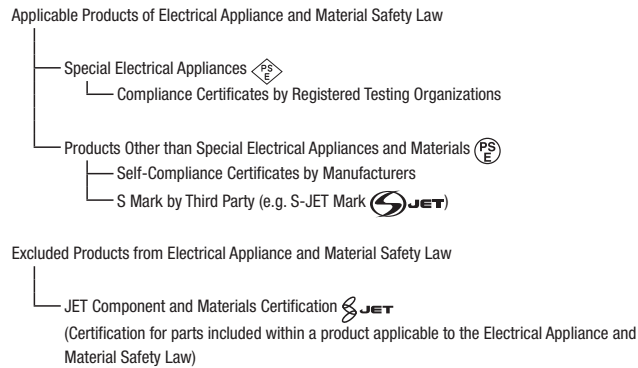 Applicable Products of Electrical Appliance and Material Safety Law
Special Electrical Appliances PS E
Compliance Certificates by Registered Testing Organizations
Products Other than Special Electrical Appliances and Materials PS E
Self-Compliance Certificates by Manufacturers
S Mark by Third Party (e.g. S-JET Mark S JET)
Excluded Products from Electrical Appliance and Material Safety Law
JET Component and Materials Certification JET
(Certification for parts included within a product applicable to the Electrical Appliance and
Material Safety Law)